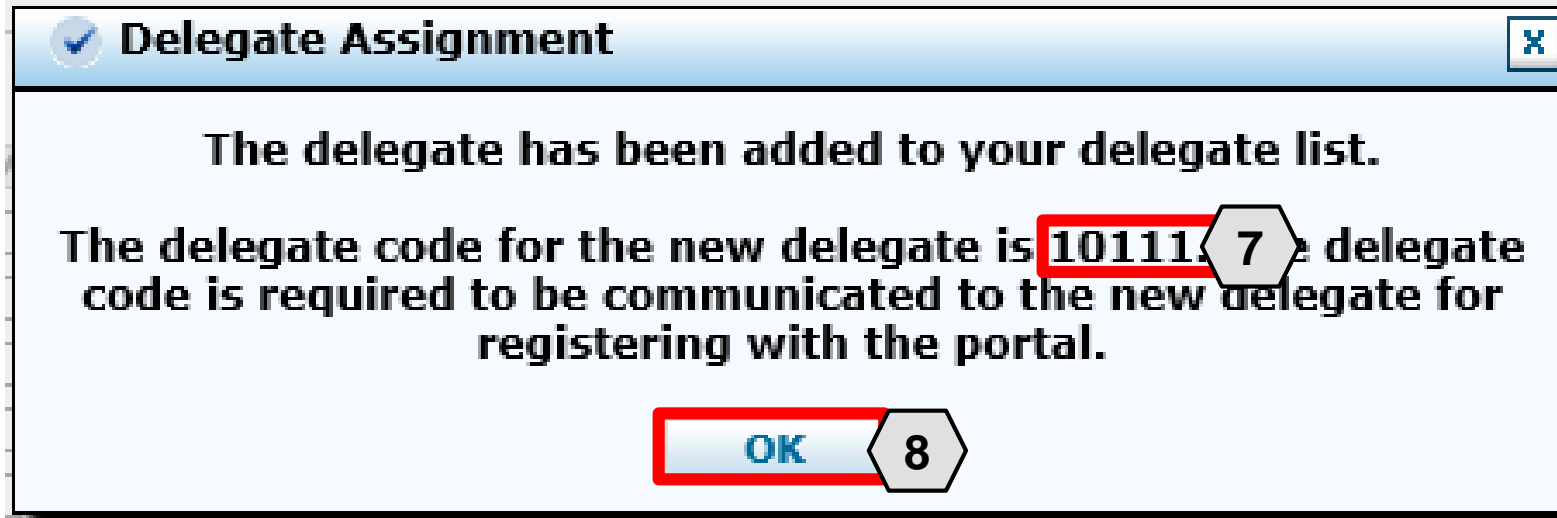 Delegate Assignment
X
The delegate has been added to your delegate list.
The delegate code for the new delegate is 10111. 7 delegate
code is required to be communicated to the new delegate for
registering with the portal.
OK 8